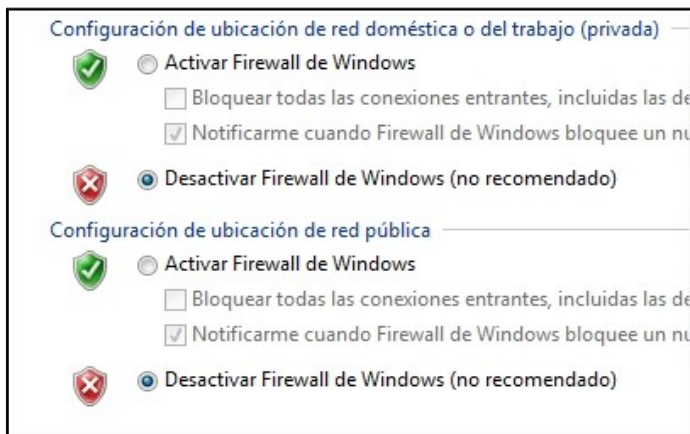 Configuración de ubicación de red doméstica o del trabajo (privada)
Activar Firewall de Windows
Bloquear todas las conexiones entrantes, incluidas las
Notificarme cuando Firewall de Windows bloquee un
Desactivar Firewall de Windows (no recomendado)
Configuración de ubicación de red pública
Activar Firewall de Windows
Bloquear todas las conexiones entrantes, incluidas las
Notificarme cuando Firewall de Windows bloquee un
Desactivar Firewall de Windows (no recomendado)